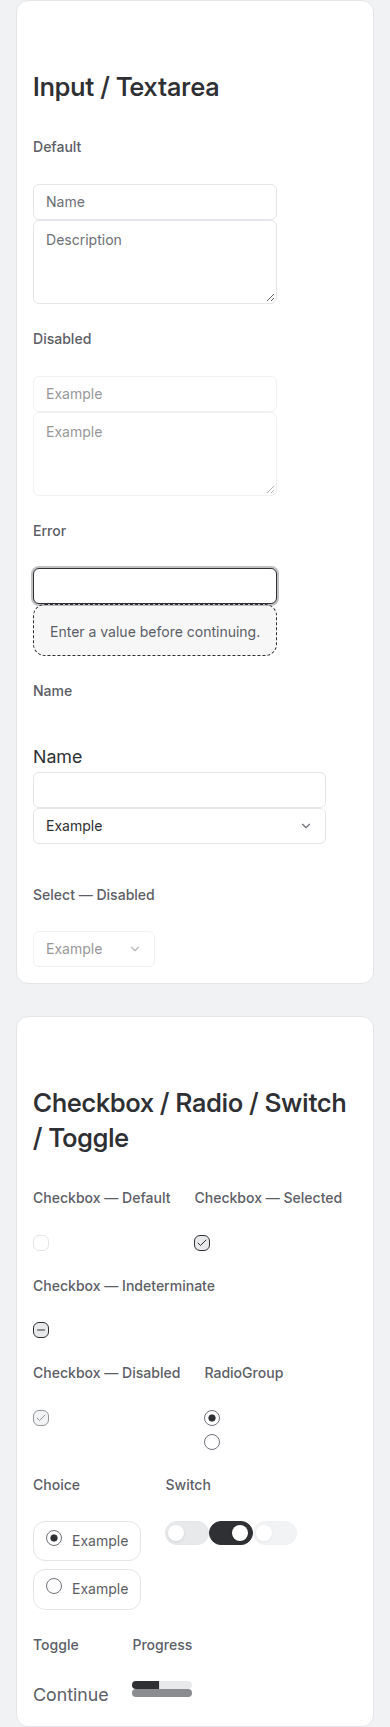 Input / Textarea
Default
Name
Description
Disabled
Example
Example
Error
Enter a value before continuing.
Name
Name
Example
Select — Disabled
Example
Checkbox / Radio / Switch
/ Toggle
Checkbox — Default
Checkbox — Selected
Checkbox — Indeterminate
Checkbox — Disabled
RadioGroup
Choice
Switch
Example
Example
Toggle
Progress
Continue